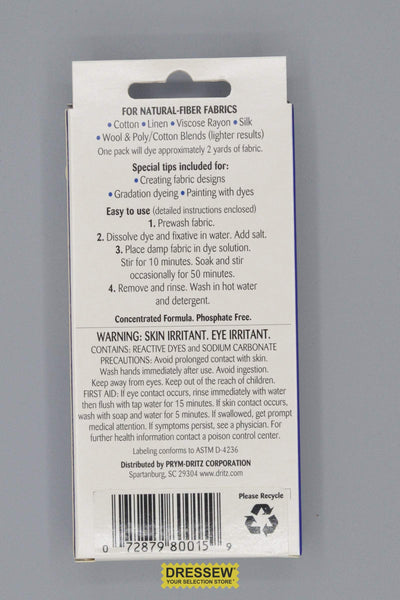 FOR NATURAL-FIBER FABRICS
• Cotton • Linen • Viscose Rayon • Silk
• Wool & Poly/Cotton Blends (lighter results)
One pack will dye approximately 2 yards of fabric.
Special tips included for:
• Creating fabric designs
• Gradation dyeing • Painting with dyes
Easy to use (detailed instructions enclosed)
1. Prewash fabric.
2. Dissolve dye and fixative in water. Add salt.
3. Place damp fabric in dye solution.
Stir for 10 minutes. Soak and stir
occasionally for 50 minutes.
4. Remove and rinse. Wash in hot water
and detergent.
Concentrated Formula. Phosphate Free.
WARNING: SKIN IRRITANT. EYE IRRITANT.
CONTAINS: REACTIVE DYES and SODIUM CARBONATE
PRECAUTIONS: Avoid prolonged contact with skin.
Wash hands immediately after use. Avoid ingestion.
Keep away from eyes. Keep out of the reach of children.
FIRST AID: If eye contact occurs, rinse immediately with water
then flush with tap water for 15 minutes. If skin contact occurs,
wash with soap and water for 5 minutes. If swallowed, get prompt
medical attention. If symptoms persist, see a physician. For
further health information contact a poison control center.
Labeling conforms to ASTM D-4236
Distributed by PRYM-DRITZ CORPORATION
Spartanburg, SC 29304 www.dritz.com
Please Recycle
0 72879 80015 9
DRESSEW
YOUR SELECTION STORE